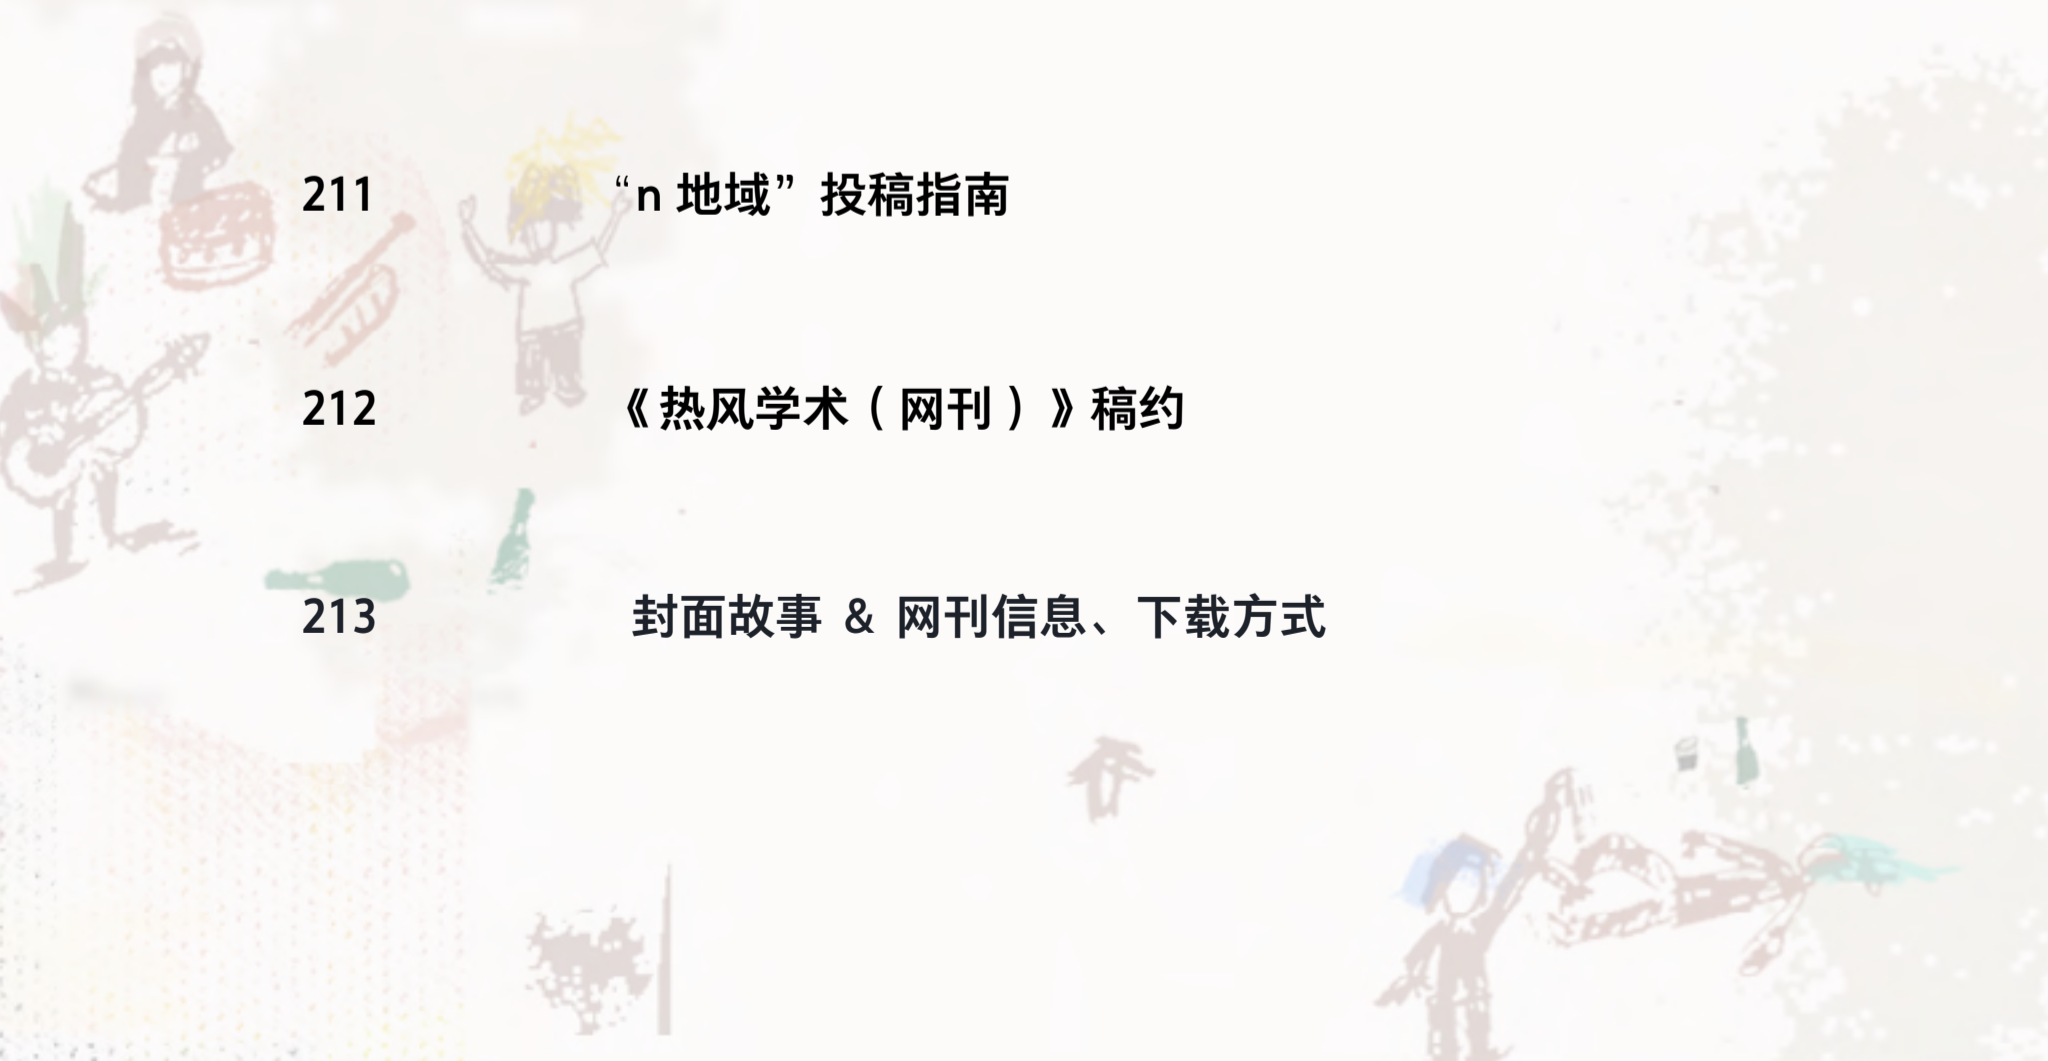 211 “n 地域”投稿指南
212 《热风学术（网刊）》稿约
213 封面故事 & 网刊信息、下载方式